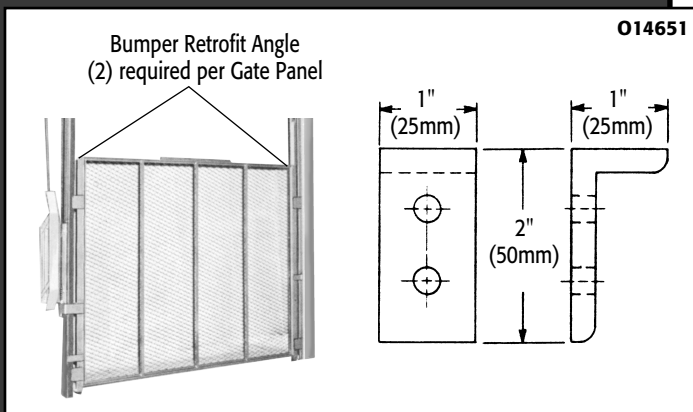 O14651
Bumper Retrofit Angle
(2) required per Gate Panel
1"
(25mm)
1"
(25mm)
2"
(50mm)